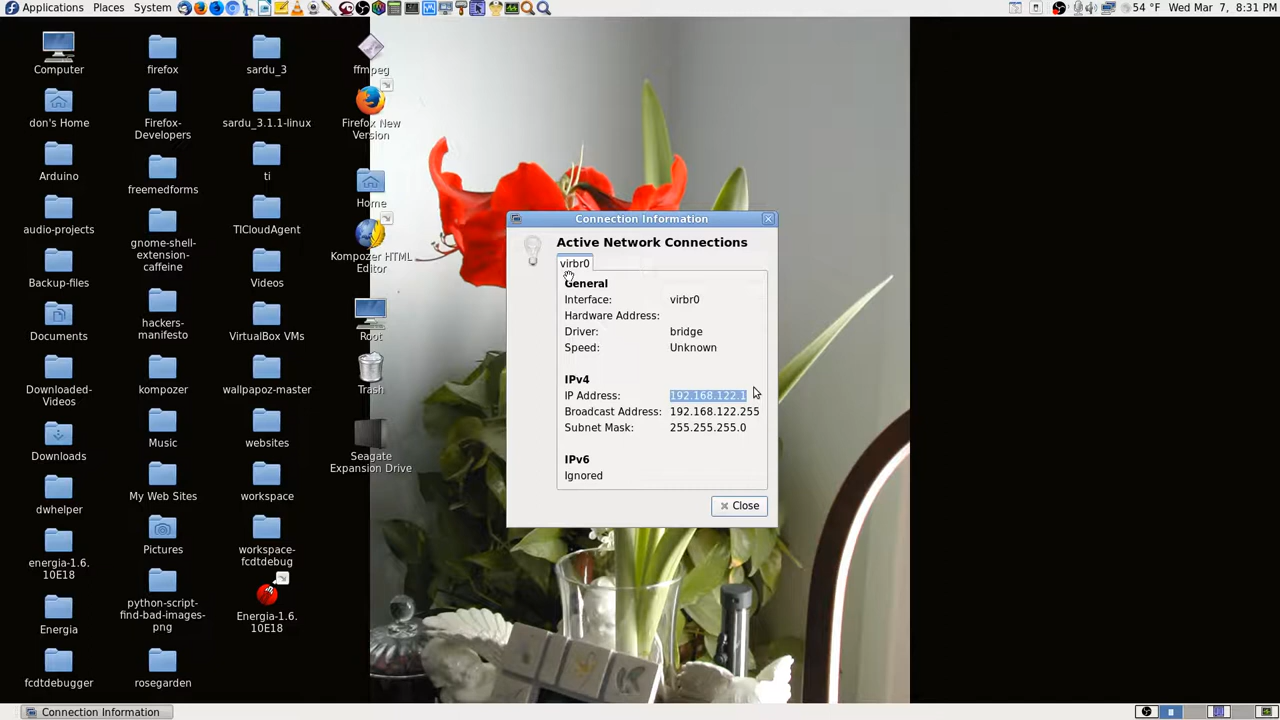 Applications Places System
54 °F Wed Mar 7, 8:31 PM
Computer
firefox
sardu_3
ffmpeg
don's Home
Firefox-
Developers
sardu_3.1.1-linux
Firefox New
Version
Arduino
freemedforms
ti
Home
audio-projects
gnome-shell-
extension-
caffeine
TICloudAgent
Kompozer HTML
Editor
Backup-files
Videos
Documents
hackers-
manifesto
VirtualBox VMs
Root
Downloaded-
Videos
kompozer
wallpapoz-master
Trash
Downloads
Music
websites
Seagate
Expansion Drive
dwhelper
My Web Sites
workspace
energia-1.6.
10E18
Pictures
workspace-
fcdtdebug
Energia
python-script-
find-bad-images-
png
Energia-1.6.
10E18
fcdtdebugger
rosegarden
Connection Information
Active Network Connections
virbr0
General
Interface: virbr0
Hardware Address:
Driver: bridge
Speed: Unknown
IPv4
IP Address: 192.168.122.1
Broadcast Address: 192.168.122.255
Subnet Mask: 255.255.255.0
IPv6
Ignored
Close
Connection Information